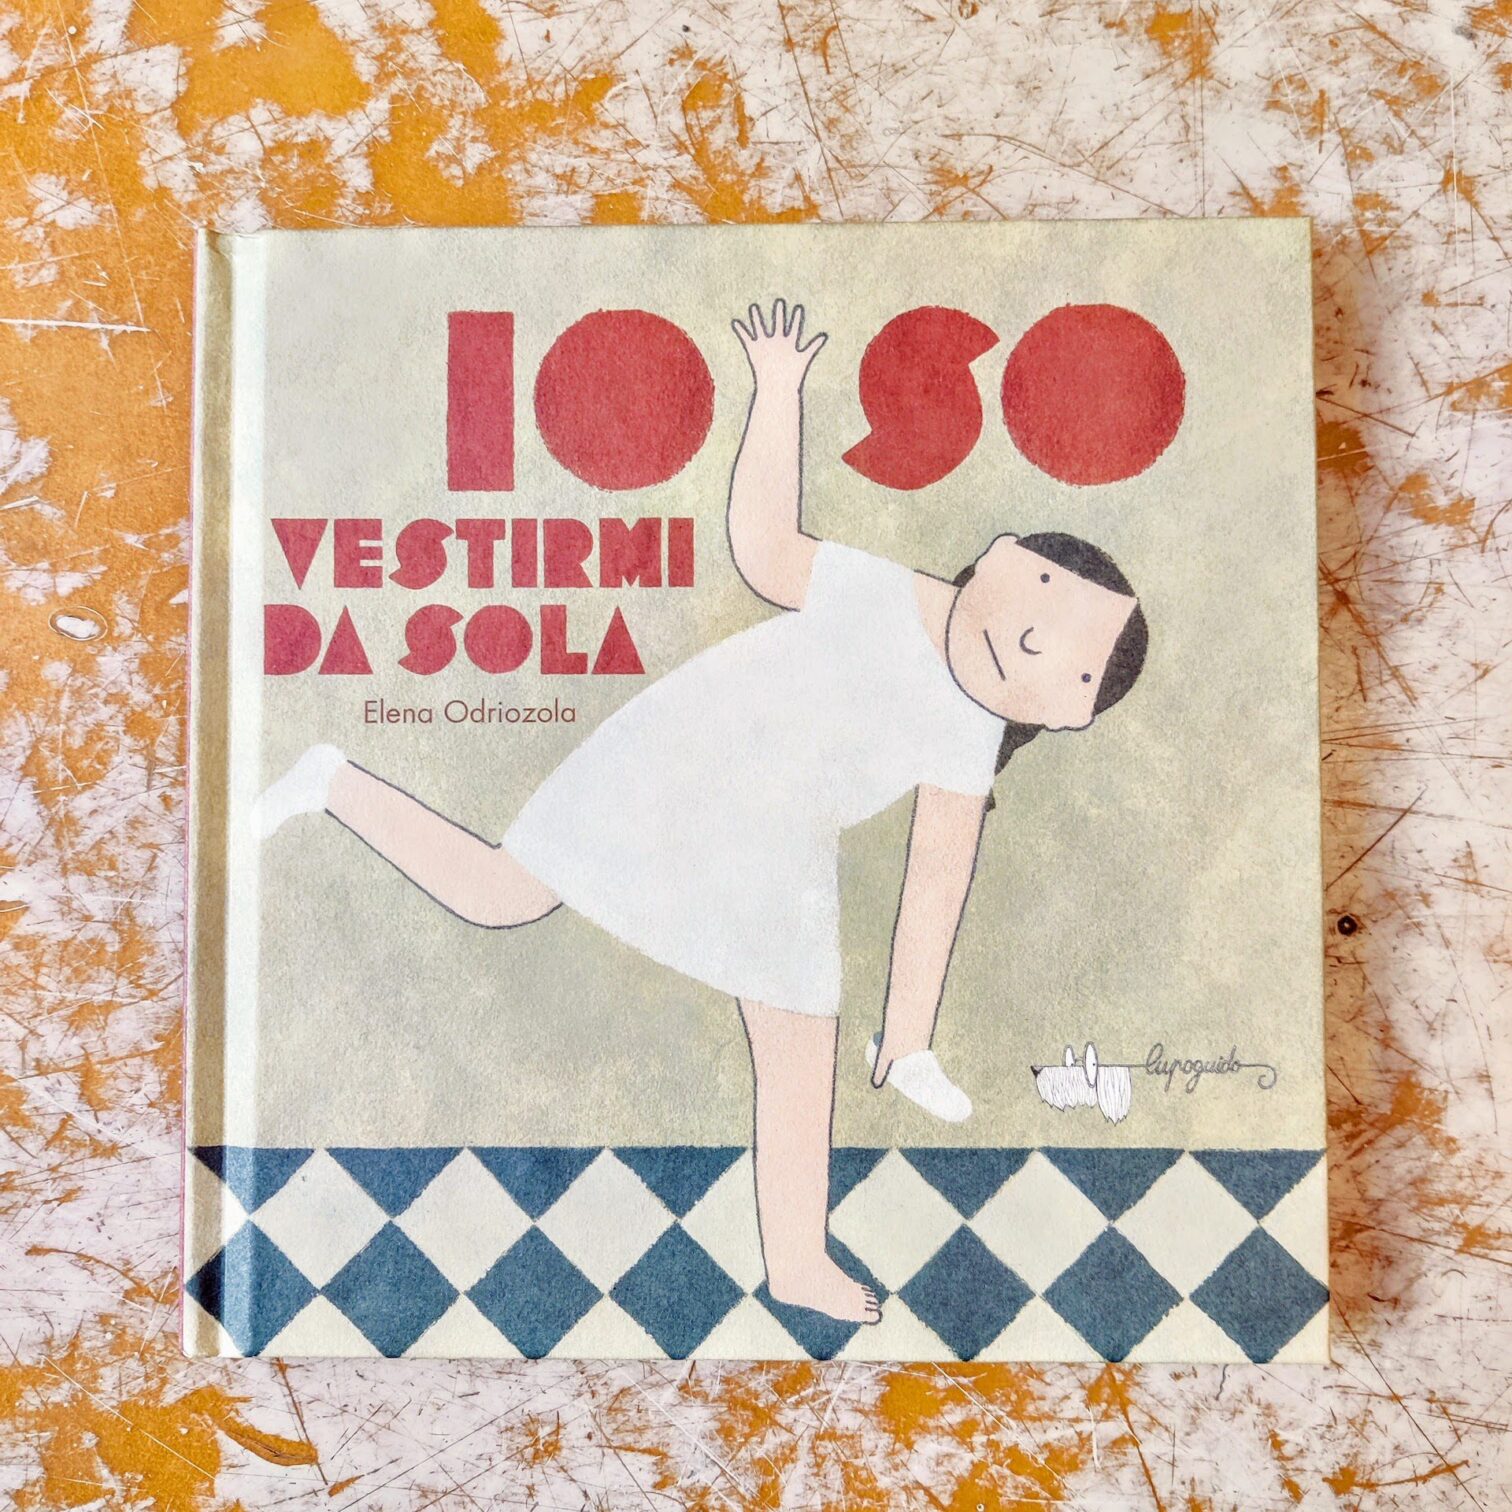 IO SO
VESTIRMI
DA SOLA
Elena Odriozola
lupoguido